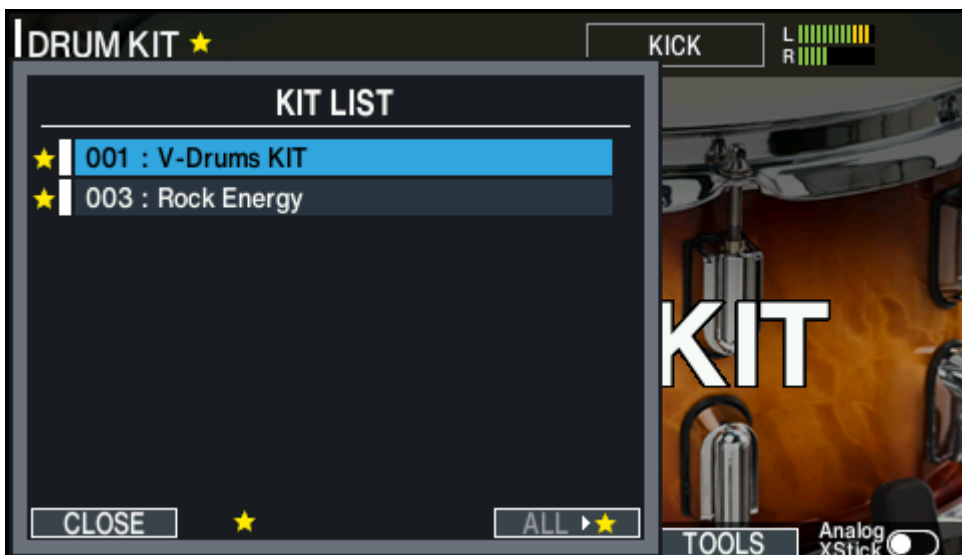 DRUM KIT ★
KICK
L
R
KIT LIST
★ 001 : V-Drums KIT
★ 003 : Rock Energy
KIT
CLOSE
★
ALL ▸★
TOOLS
Analog
XStick